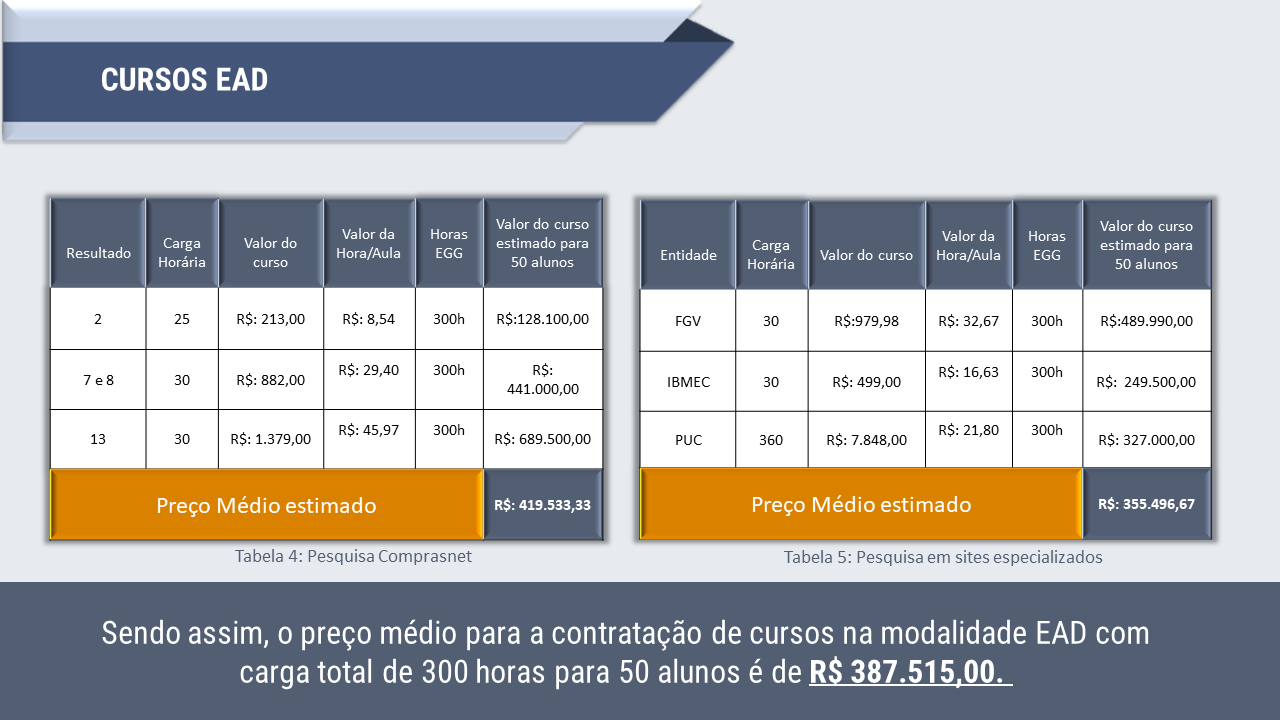 CURSOS EAD
Resultado
Carga
Horária
Valor do
curso
Valor da
Hora/Aula
Horas
EGG
Valor do curso
estimado para
50 alunos
2
25
R$: 213,00
R$: 8,54
300h
R$:128.100,00
7 e 8
30
R$: 882,00
R$: 29,40
300h
R$:
441.000,00
13
30
R$: 1.379,00
R$: 45,97
300h
R$: 689.500,00
Preço Médio estimado
R$: 419.533,33
Tabela 4: Pesquisa Comprasnet
Entidade
Carga
Horária
Valor do curso
Valor da
Hora/Aula
Horas
EGG
Valor do curso
estimado para
50 alunos
FGV
30
R$:979,98
R$: 32,67
300h
R$:489.990,00
IBMEC
30
R$: 499,00
R$: 16,63
300h
R$: 249.500,00
PUC
360
R$: 7.848,00
R$: 21,80
300h
R$: 327.000,00
Preço Médio estimado
R$: 355.496,67
Tabela 5: Pesquisa em sites especializados
Sendo assim, o preço médio para a contratação de cursos na modalidade EAD com
carga total de 300 horas para 50 alunos é de R$ 387.515,00.